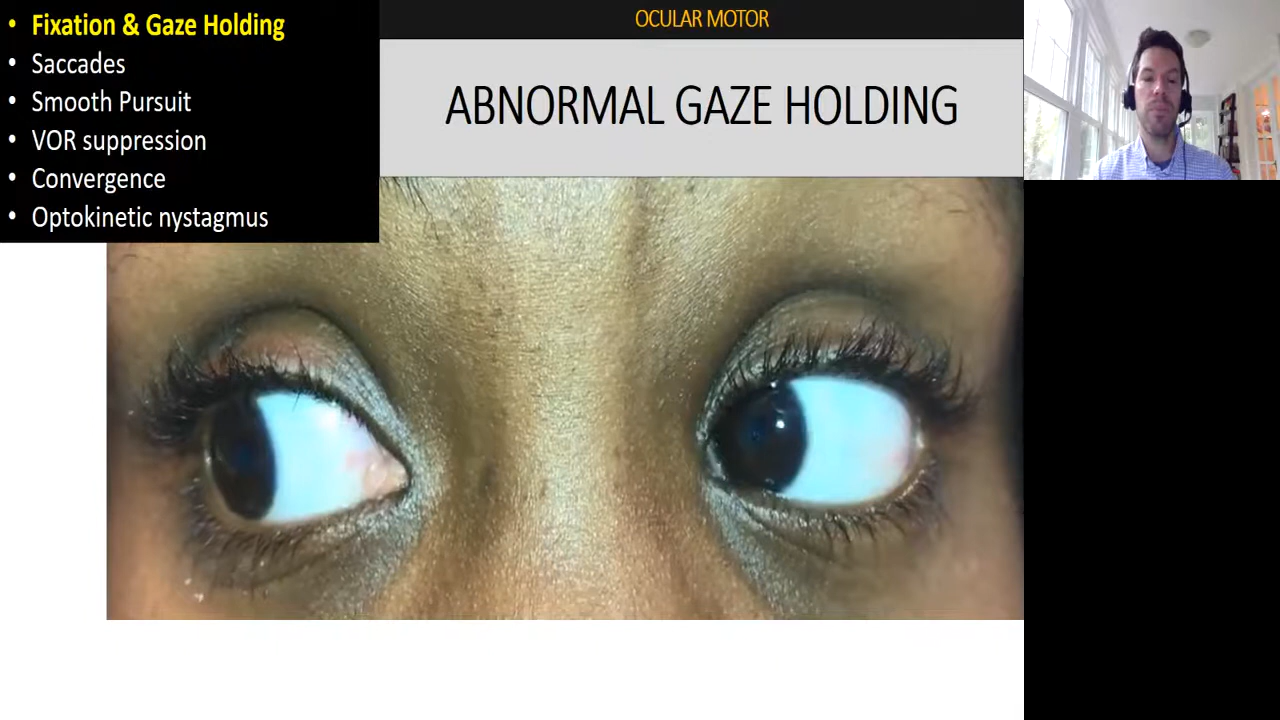 • Fixation & Gaze Holding
• Saccades
• Smooth Pursuit
• VOR suppression
• Convergence
• Optokinetic nystagmus
OCULAR MOTOR
ABNORMAL GAZE HOLDING